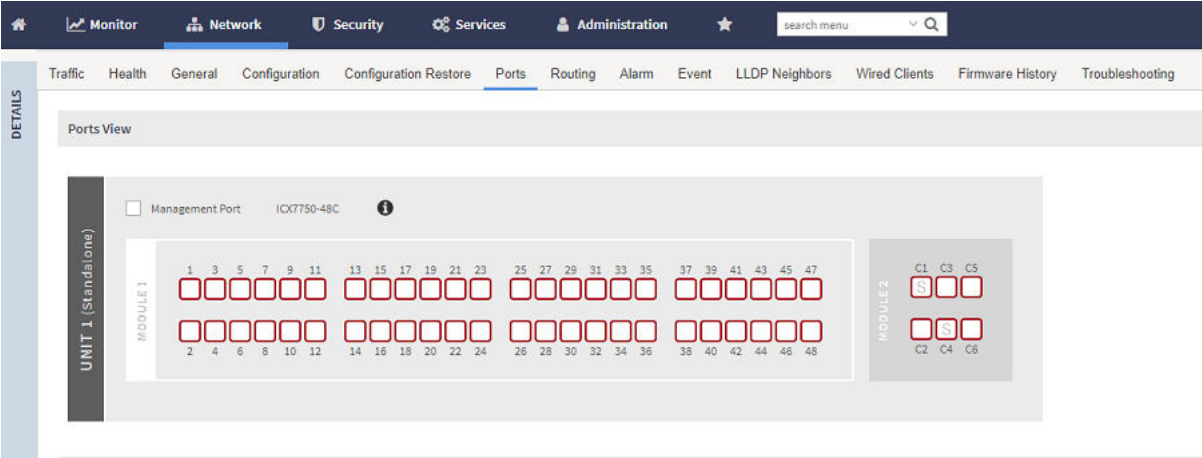 Monitor Network Security Services Administration search menu
Traffic Health General Configuration Configuration Restore Ports Routing Alarm Event LLDP Neighbors Wired Clients Firmware History Troubleshooting
DETAILS
Ports View
UNIT 1 (Standalone)
Management Port ICX7750-48C
MODULE 1
1 3 5 7 9 11 13 15 17 19 21 23 25 27 29 31 33 35 37 39 41 43 45 47
2 4 6 8 10 12 14 16 18 20 22 24 26 28 30 32 34 36 38 40 42 44 46 48
MODULE 2
C1 C3 C5
S
S
C2 C4 C6